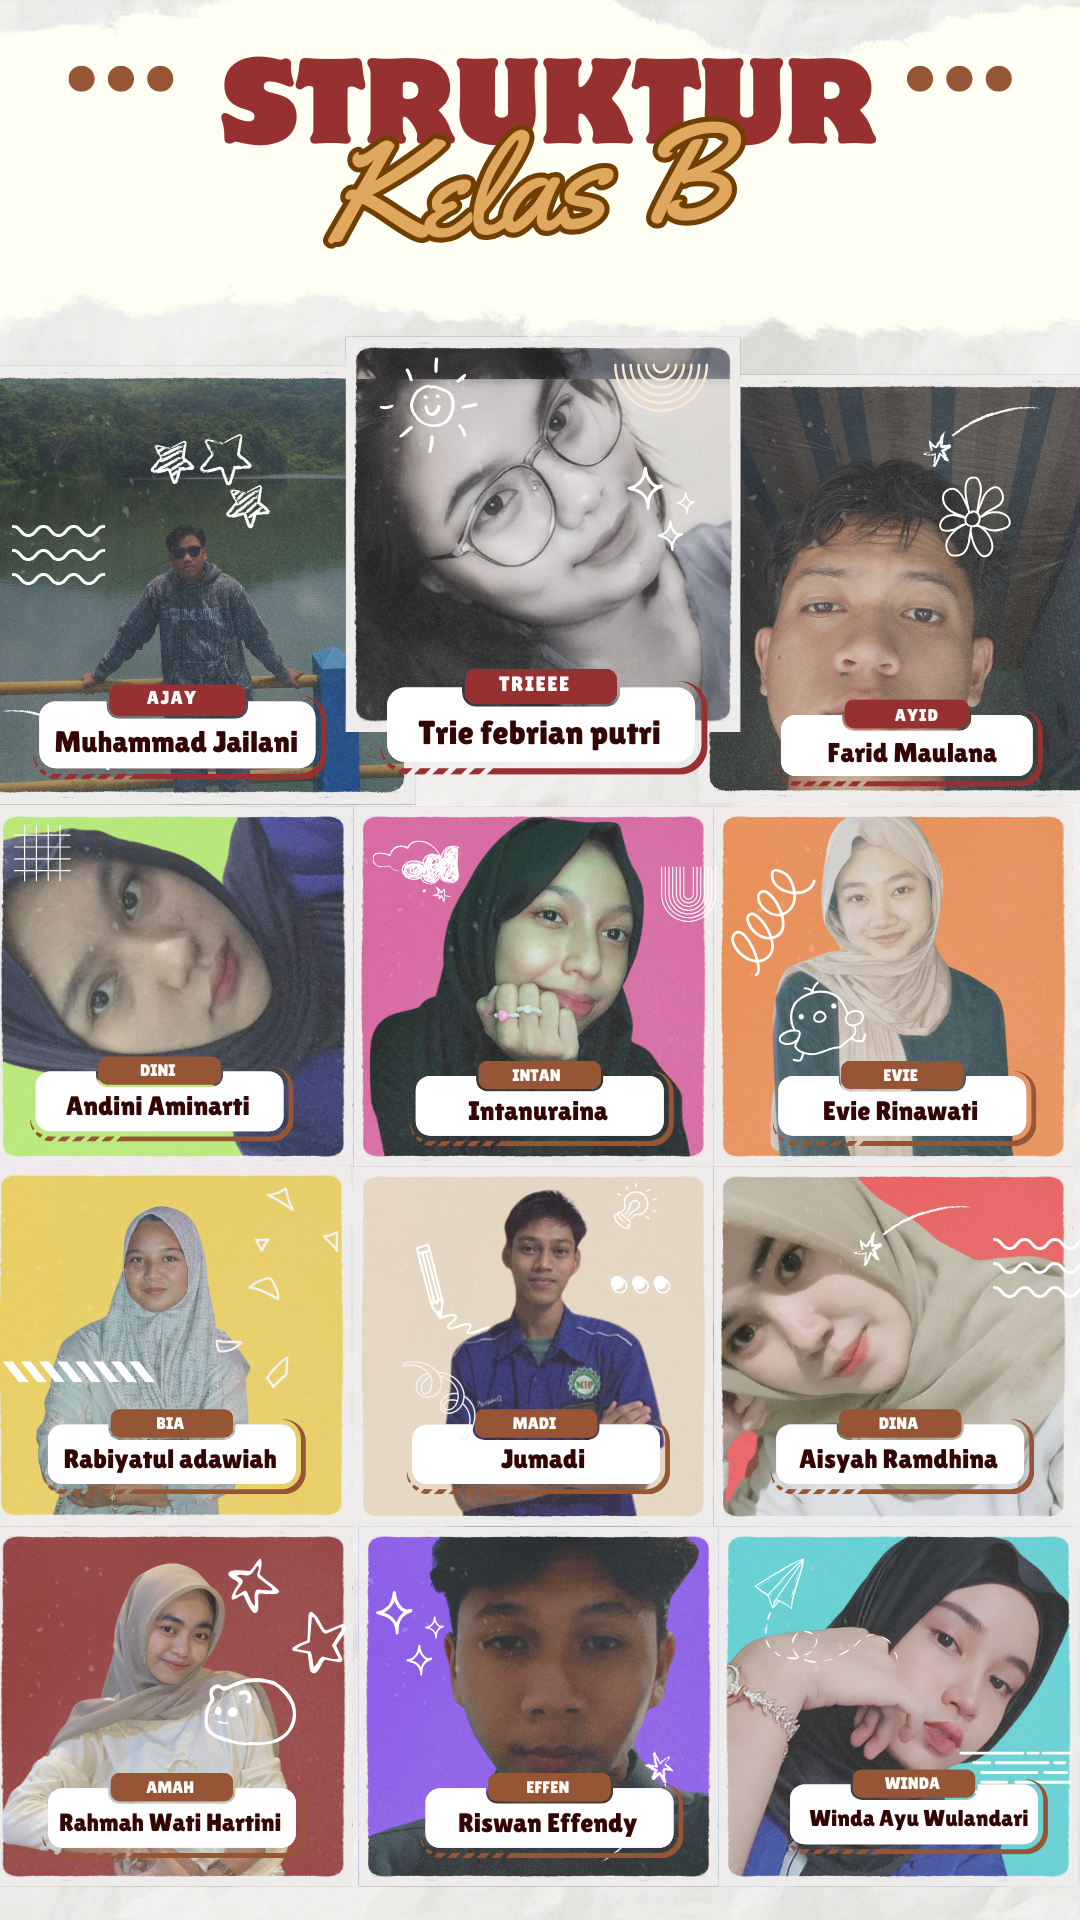 STRUKTUR
Kelas B
AJAY
Muhammad Jailani
TRIEEE
Trie febrian putri
AYID
Farid Maulana
DINI
Andini Aminarti
INTAN
Intanuraina
EVIE
Evie Rinawati
BIA
Rabiyatul adawiah
MTP
MADI
Jumadi
DINA
Aisyah Ramdhina
AMAH
Rahmah Wati Hartini
EFFEN
Riswan Effendy
WINDA
Winda Ayu Wulandari